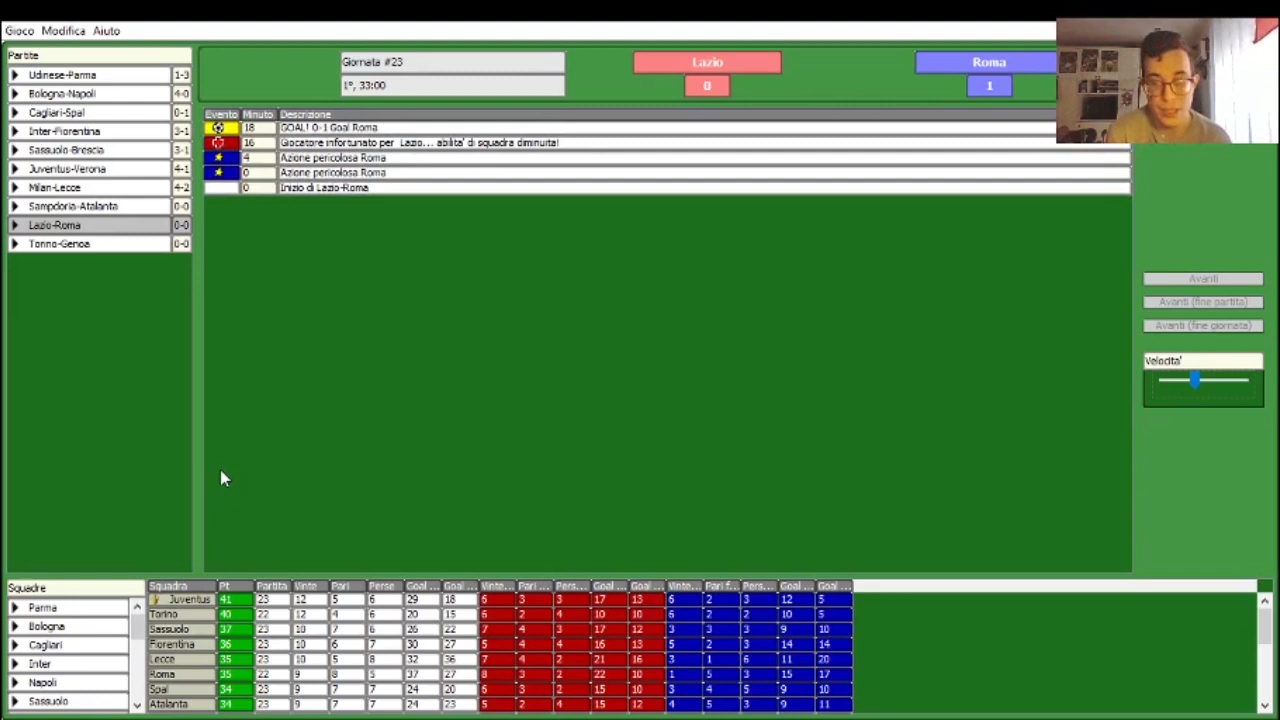 Gioco Modifica Aiuto
Partite
Udinese-Parma 1-3
Bologna-Napoli 4-0
Cagliari-Spal 0-1
Inter-Fiorentina 3-1
Sassuolo-Brescia 3-1
Juventus-Verona 4-1
Milan-Lecce 4-2
Sampdoria-Atalanta 0-0
Lazio-Roma 0-0
Torino-Genoa 0-0
Giornata #23
1°, 33:00
Lazio Roma
0 1
Evento Minuto Descrizione
18 GOAL! 0-1 Goal Roma
16 Giocatore infortunato per Lazio... abilita' di squadra diminuita!
4 Azione pericolosa Roma
0 Azione pericolosa Roma
0 Inizio di Lazio-Roma
Avanti
Avanti (fine partita)
Avanti (fine giornata)
Velocita'
Squadre
Parma
Bologna
Cagliari
Inter
Napoli
Sassuolo
Squadra Pt Partita Vinte Pari Perse Goal ... Goal ... Vinte... Pari ... Pers... Goal ... Goal ... Vinte... Pari f... Pers... Goal ... Goal ...
Juventus 41 23 12 5 6 29 18 6 3 3 17 13 6 2 3 12 5
Torino 40 22 12 4 6 20 15 6 2 4 10 10 6 2 2 10 5
Sassuolo 37 23 10 7 6 26 22 7 4 3 17 12 3 3 3 9 10
Fiorentina 36 23 10 6 7 30 27 5 4 4 16 13 5 2 3 14 14
Lecce 35 23 10 5 8 32 36 7 4 2 21 16 3 1 6 11 20
Roma 35 22 9 8 5 37 27 8 3 2 22 10 1 5 3 15 17
Spal 34 23 9 7 7 24 20 6 3 2 15 10 3 4 5 9 10
Atalanta 34 23 9 7 7 24 23 5 2 4 15 12 4 5 3 9 11